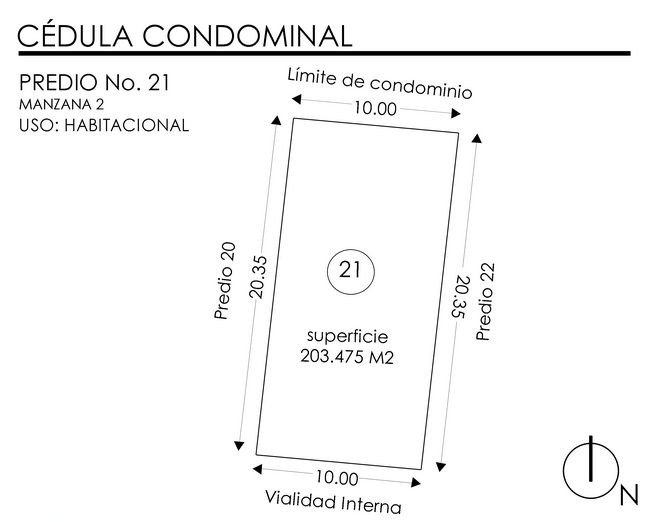 CÉDULA CONDOMINAL
PREDIO No. 21
MANZANA 2
USO: HABITACIONAL
Límite de condominio
10.00
Predio 20
20.35
21
superficie
203.475 M2
20.35
Predio 22
10.00
Vialidad Interna
N